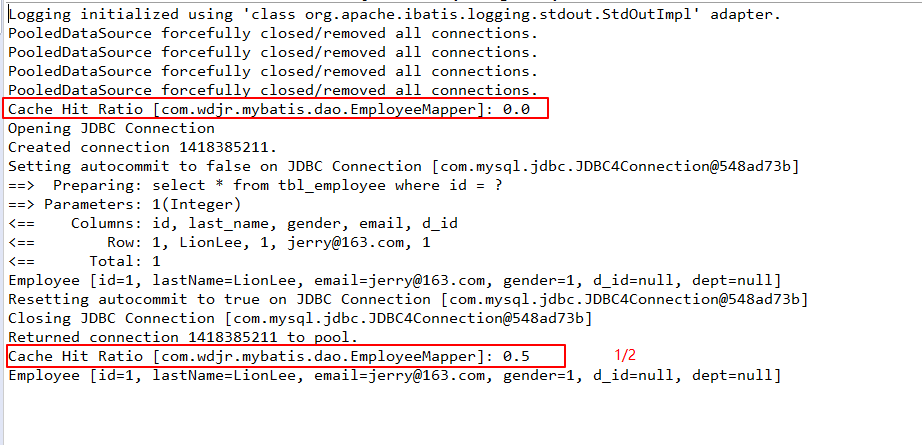 Logging initialized using 'class org.apache.ibatis.logging.stdout.StdOutImpl' adapter.
PooledDataSource forcefully closed/removed all connections.
PooledDataSource forcefully closed/removed all connections.
PooledDataSource forcefully closed/removed all connections.
PooledDataSource forcefully closed/removed all connections.
Cache Hit Ratio [com.wdjr.mybatis.dao.EmployeeMapper]: 0.0
Opening JDBC Connection
Created connection 1418385211.
Setting autocommit to false on JDBC Connection [com.mysql.jdbc.JDBC4Connection@548ad73b]
==>  Preparing: select * from tbl_employee where id = ?
==> Parameters: 1(Integer)
<==    Columns: id, last_name, gender, email, d_id
<==        Row: 1, LionLee, 1, jerry@163.com, 1
<==      Total: 1
Employee [id=1, lastName=LionLee, email=jerry@163.com, gender=1, d_id=null, dept=null]
Resetting autocommit to true on JDBC Connection [com.mysql.jdbc.JDBC4Connection@548ad73b]
Closing JDBC Connection [com.mysql.jdbc.JDBC4Connection@548ad73b]
Returned connection 1418385211 to pool.
Cache Hit Ratio [com.wdjr.mybatis.dao.EmployeeMapper]: 0.5 1/2
Employee [id=1, lastName=LionLee, email=jerry@163.com, gender=1, d_id=null, dept=null]